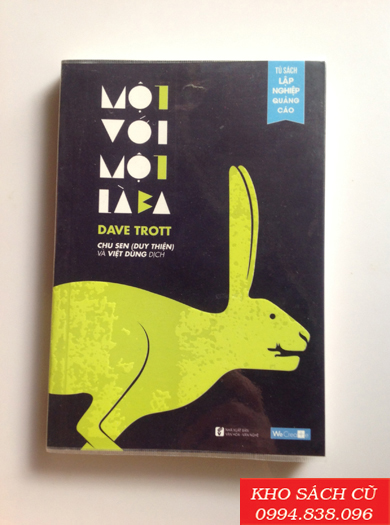 TỦ SÁCH
LẬP
NGHIỆP
QUẢNG
CÁO
MỘT
VỚI
MỘT
LÀ BA
DAVE TROTT
CHU SEN (DUY THIỆN)
VÀ VIỆT DŨNG DỊCH
KHO SÁCH CŨ
0994.838.096